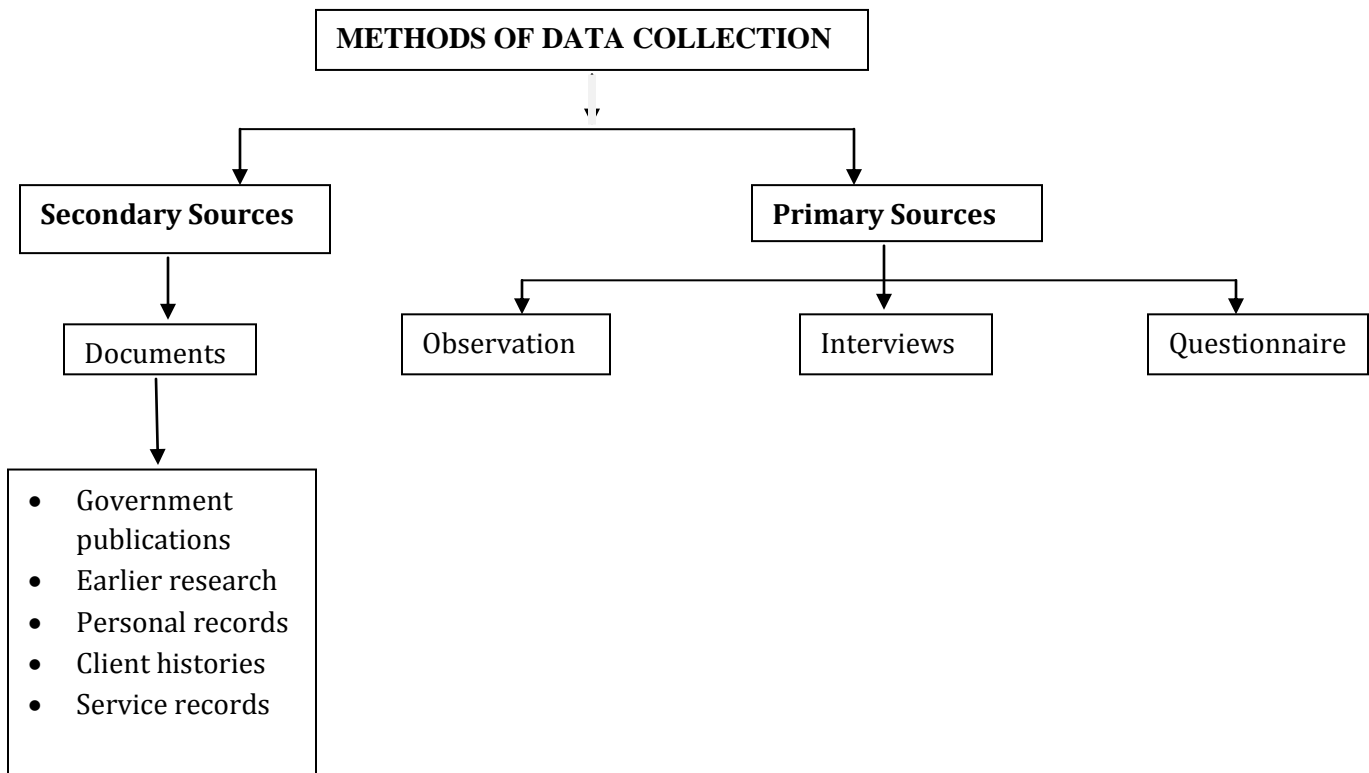 METHODS OF DATA COLLECTION
Secondary Sources
Primary Sources
Documents
Observation
Interviews
Questionnaire
• Government
publications
• Earlier research
• Personal records
• Client histories
• Service records